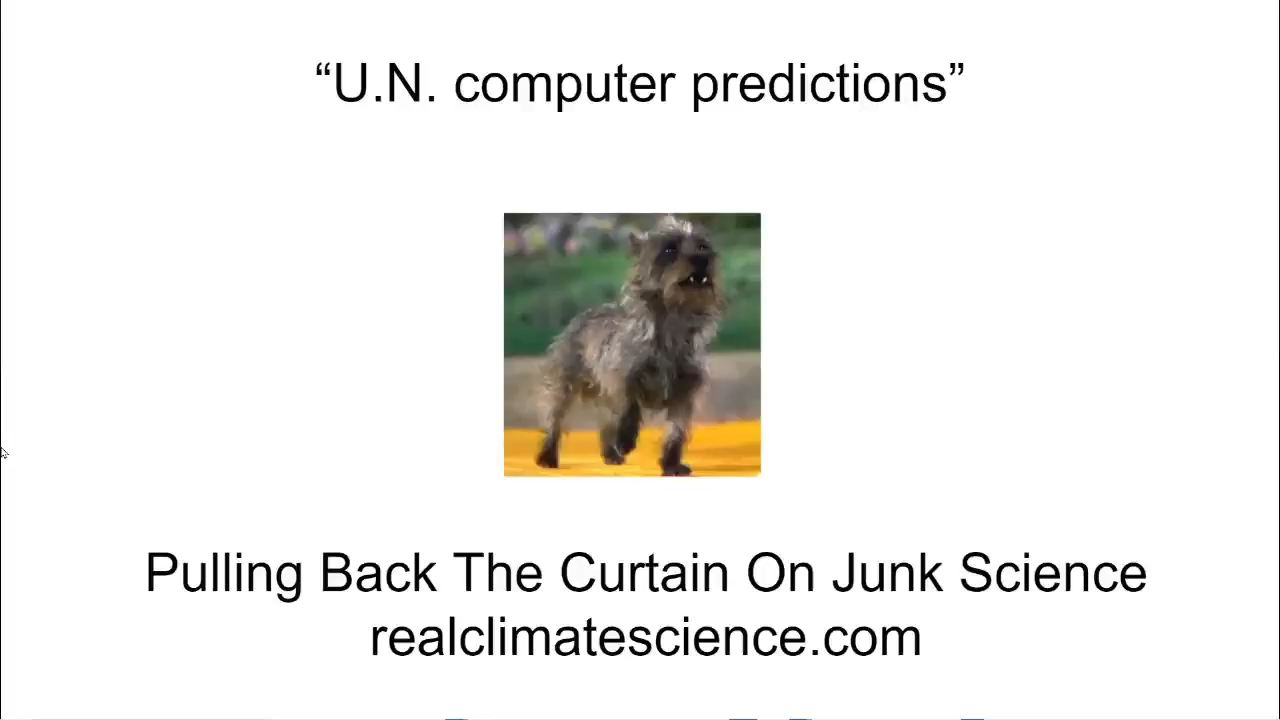 “U.N. computer predictions”
Pulling Back The Curtain On Junk Science
realclimatescience.com